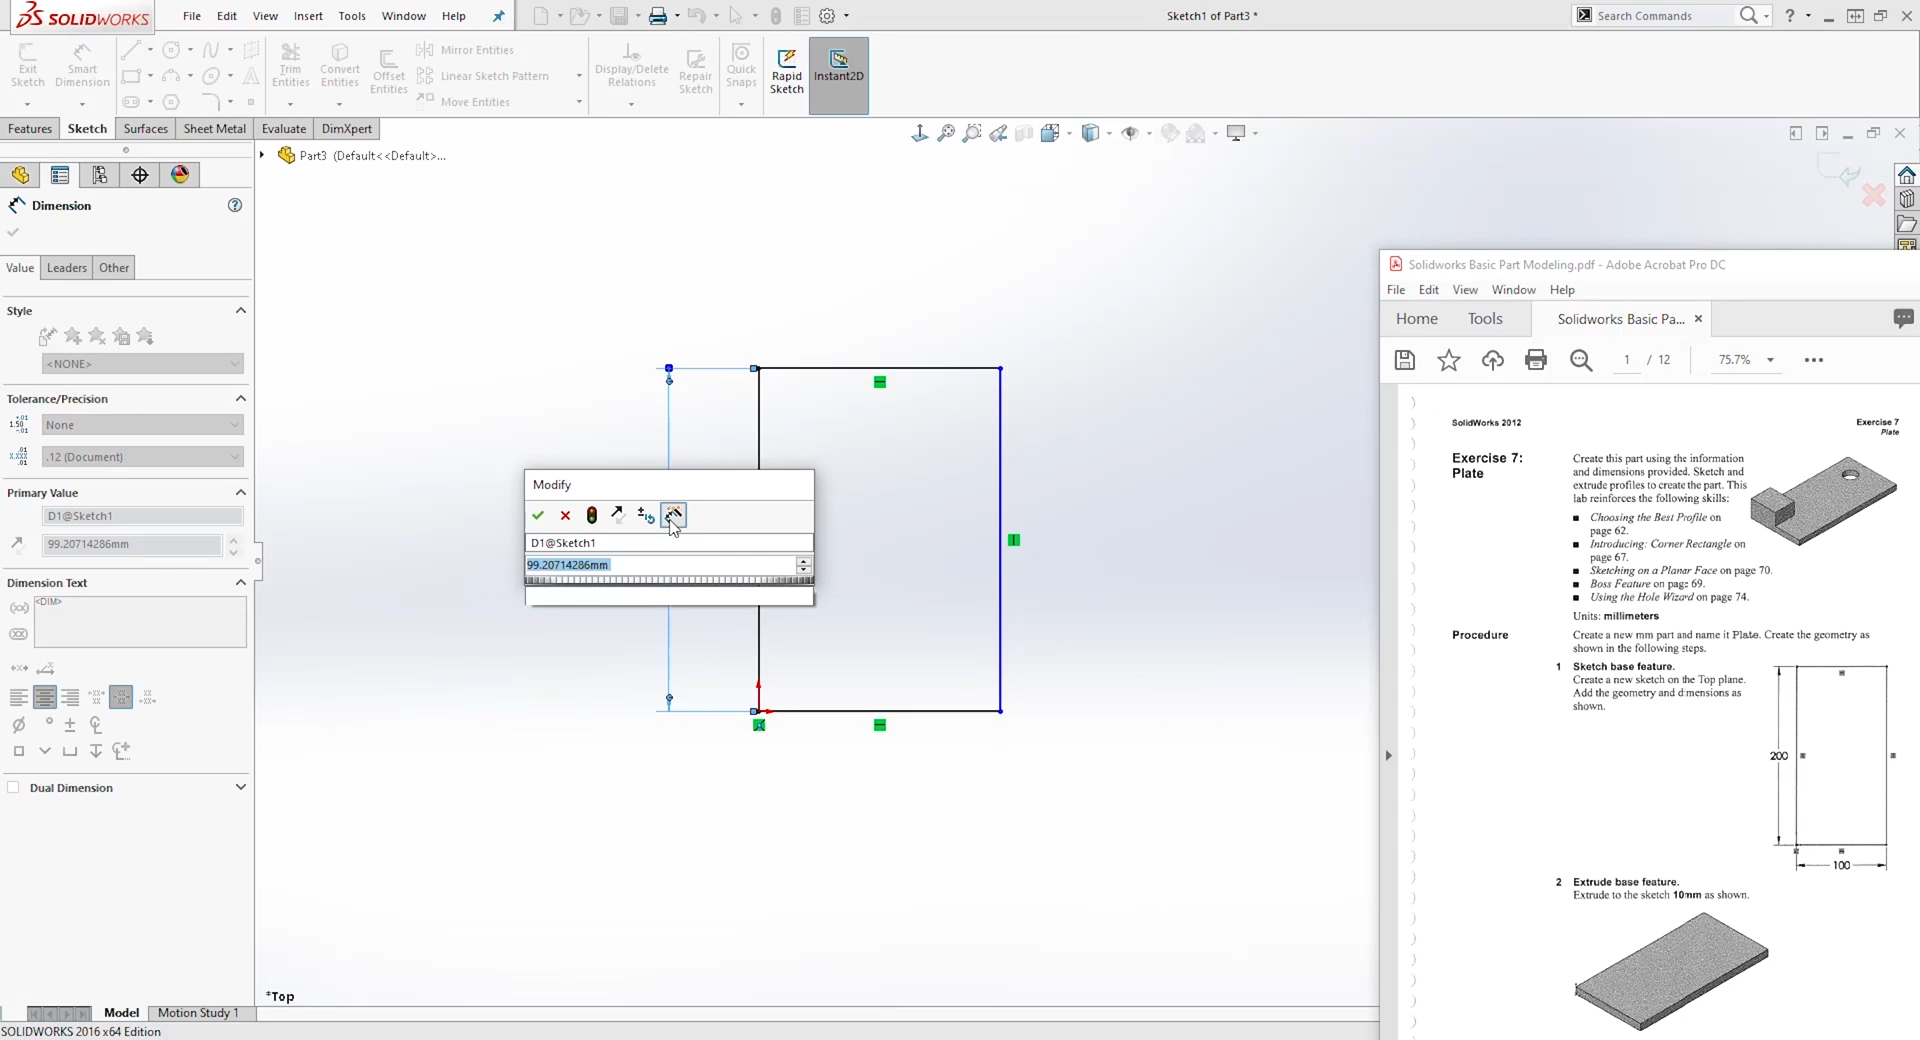 SOLIDWORKS
File Edit View Insert Tools Window Help
Sketch1 of Part3 *
Search Commands
?
Exit Sketch
Smart Dimension
Trim Entities
Convert Entities
Offset Entities
Mirror Entities
Linear Sketch Pattern
Move Entities
Display/Delete Relations
Repair Sketch
Quick Snaps
Rapid Sketch
Instant2D
Features Sketch Surfaces Sheet Metal Evaluate DimXpert
Part3 (Default<<Default>...
Dimension
Value Leaders Other
Style
<NONE>
Tolerance/Precision
None
.12 (Document)
Primary Value
D1@Sketch1
99.20714286mm
Dimension Text
<DIM>
Dual Dimension
Modify
D1@Sketch1
99.20714286mm
*Top
Model Motion Study 1
SOLIDWORKS 2016 x64 Edition
Solidworks Basic Part Modeling.pdf - Adobe Acrobat Pro DC
File Edit View Window Help
Home Tools Solidworks Basic Pa... ×
1 / 12 75.7%
SolidWorks 2012
Exercise 7
Plate
Exercise 7:
Plate
Create this part using the information
and dimensions provided. Sketch and
extrude profiles to create the part. This
lab reinforces the following skills:
■ Choosing the Best Profile on
page 62.
■ Introducing: Corner Rectangle on
page 67.
■ Sketching on a Planar Face on page 70.
■ Boss Feature on page 69.
■ Using the Hole Wizard on page 74.
Units: millimeters
Procedure
Create a new mm part and name it Plate. Create the geometry as
shown in the following steps.
1 Sketch base feature.
Create a new sketch on the Top plane.
Add the geometry and dimensions as
shown.
200
100
2 Extrude base feature.
Extrude to the sketch 10mm as shown.